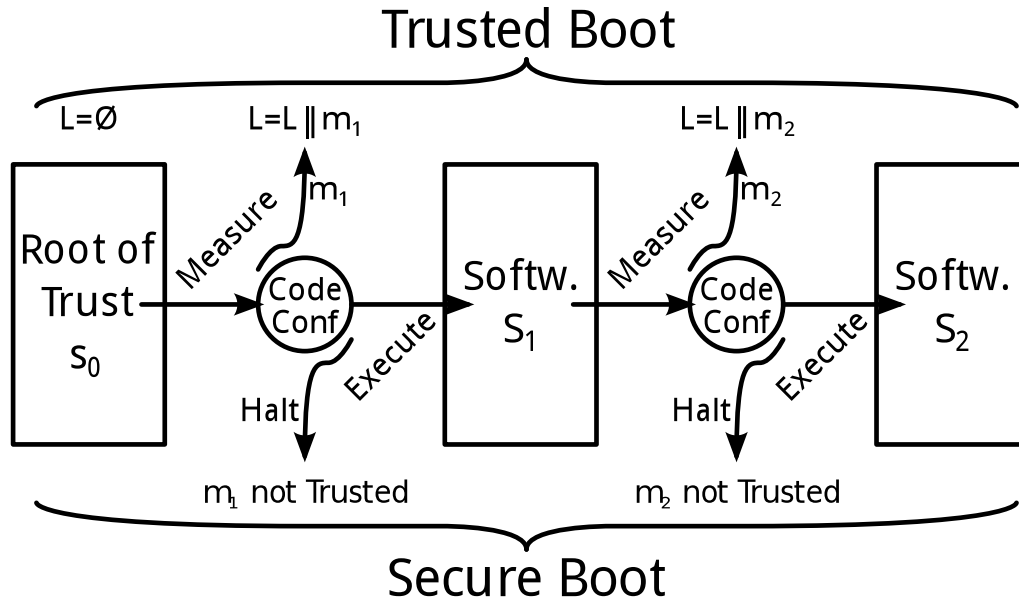 Trusted Boot
L=Ø
L=L‖m₁
L=L‖m₂
m₁
m₂
Measure
Measure
Root of
Trust
s₀
Code
Conf
Softw.
S₁
Code
Conf
Softw.
S₂
Execute
Execute
Halt
Halt
m₁ not Trusted
m₂ not Trusted
Secure Boot